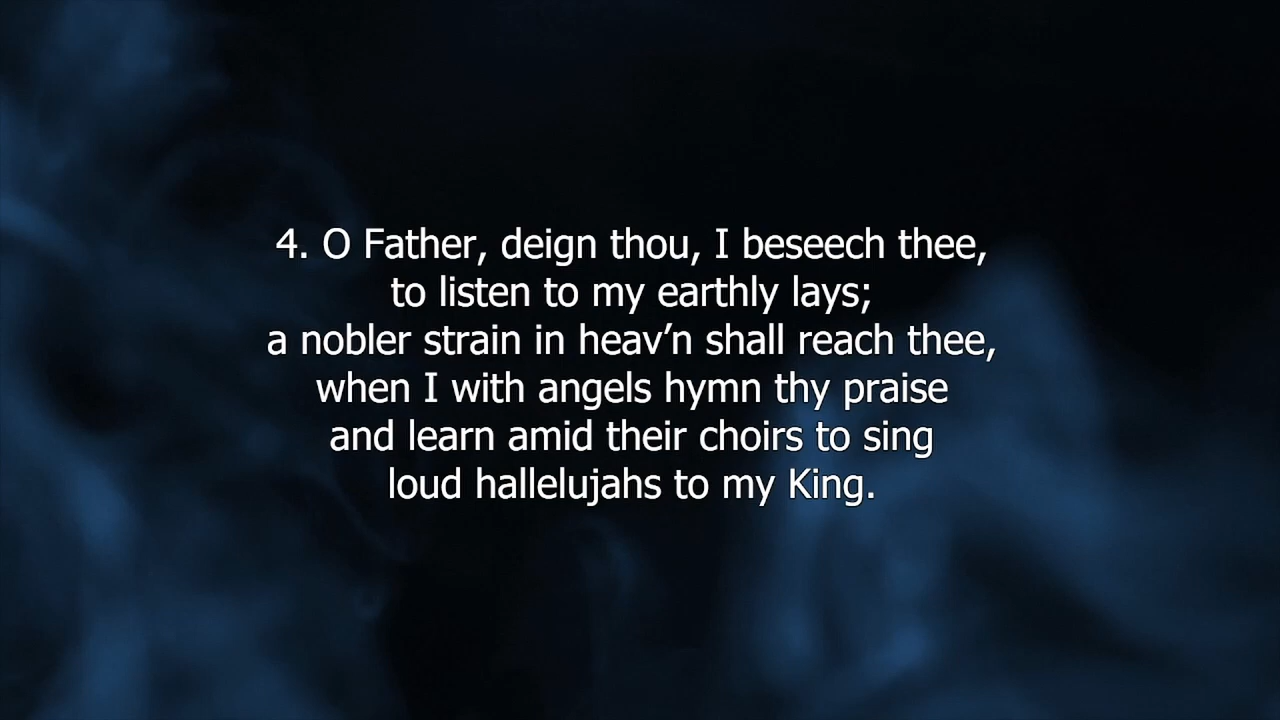 4. O Father, deign thou, I beseech thee,
to listen to my earthly lays;
a nobler strain in heav’n shall reach thee,
when I with angels hymn thy praise
and learn amid their choirs to sing
loud hallelujahs to my King.